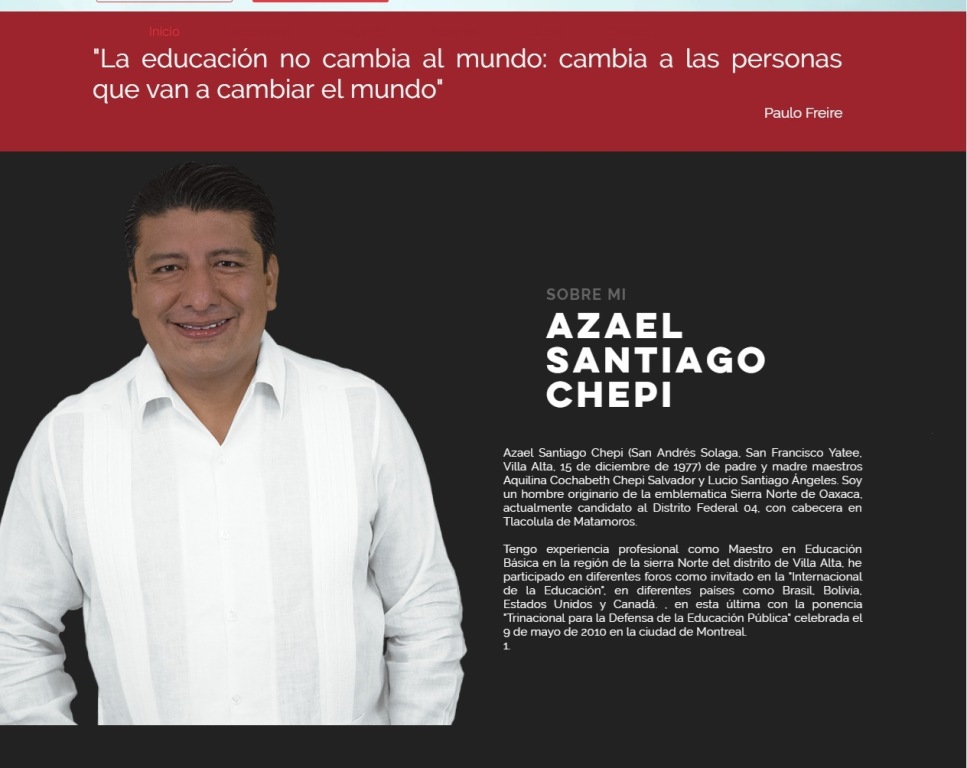 Inicio
"La educación no cambia al mundo: cambia a las personas
que van a cambiar el mundo"
Paulo Freire
SOBRE MI
AZAEL
SANTIAGO
CHEPI
Azael Santiago Chepi (San Andrés Solaga, San Francisco Yatee,
Villa Alta, 15 de diciembre de 1977) de padre y madre maestros
Aquilina Cochabeth Chepi Salvador y Lucio Santiago Ángeles. Soy
un hombre originario de la emblematica Sierra Norte de Oaxaca,
actualmente candidato al Distrito Federal 04, con cabecera en
Tlacolula de Matamoros.
Tengo experiencia profesional como Maestro en Educación
Básica en la región de la sierra Norte del distrito de Villa Alta, he
participado en diferentes foros como invitado en la "Internacional
de la Educación", en diferentes países como Brasil, Bolivia,
Estados Unidos y Canadá. , en esta última con la ponencia
"Trinacional para la Defensa de la Educación Pública" celebrada el
9 de mayo de 2010 en la ciudad de Montreal.
1.